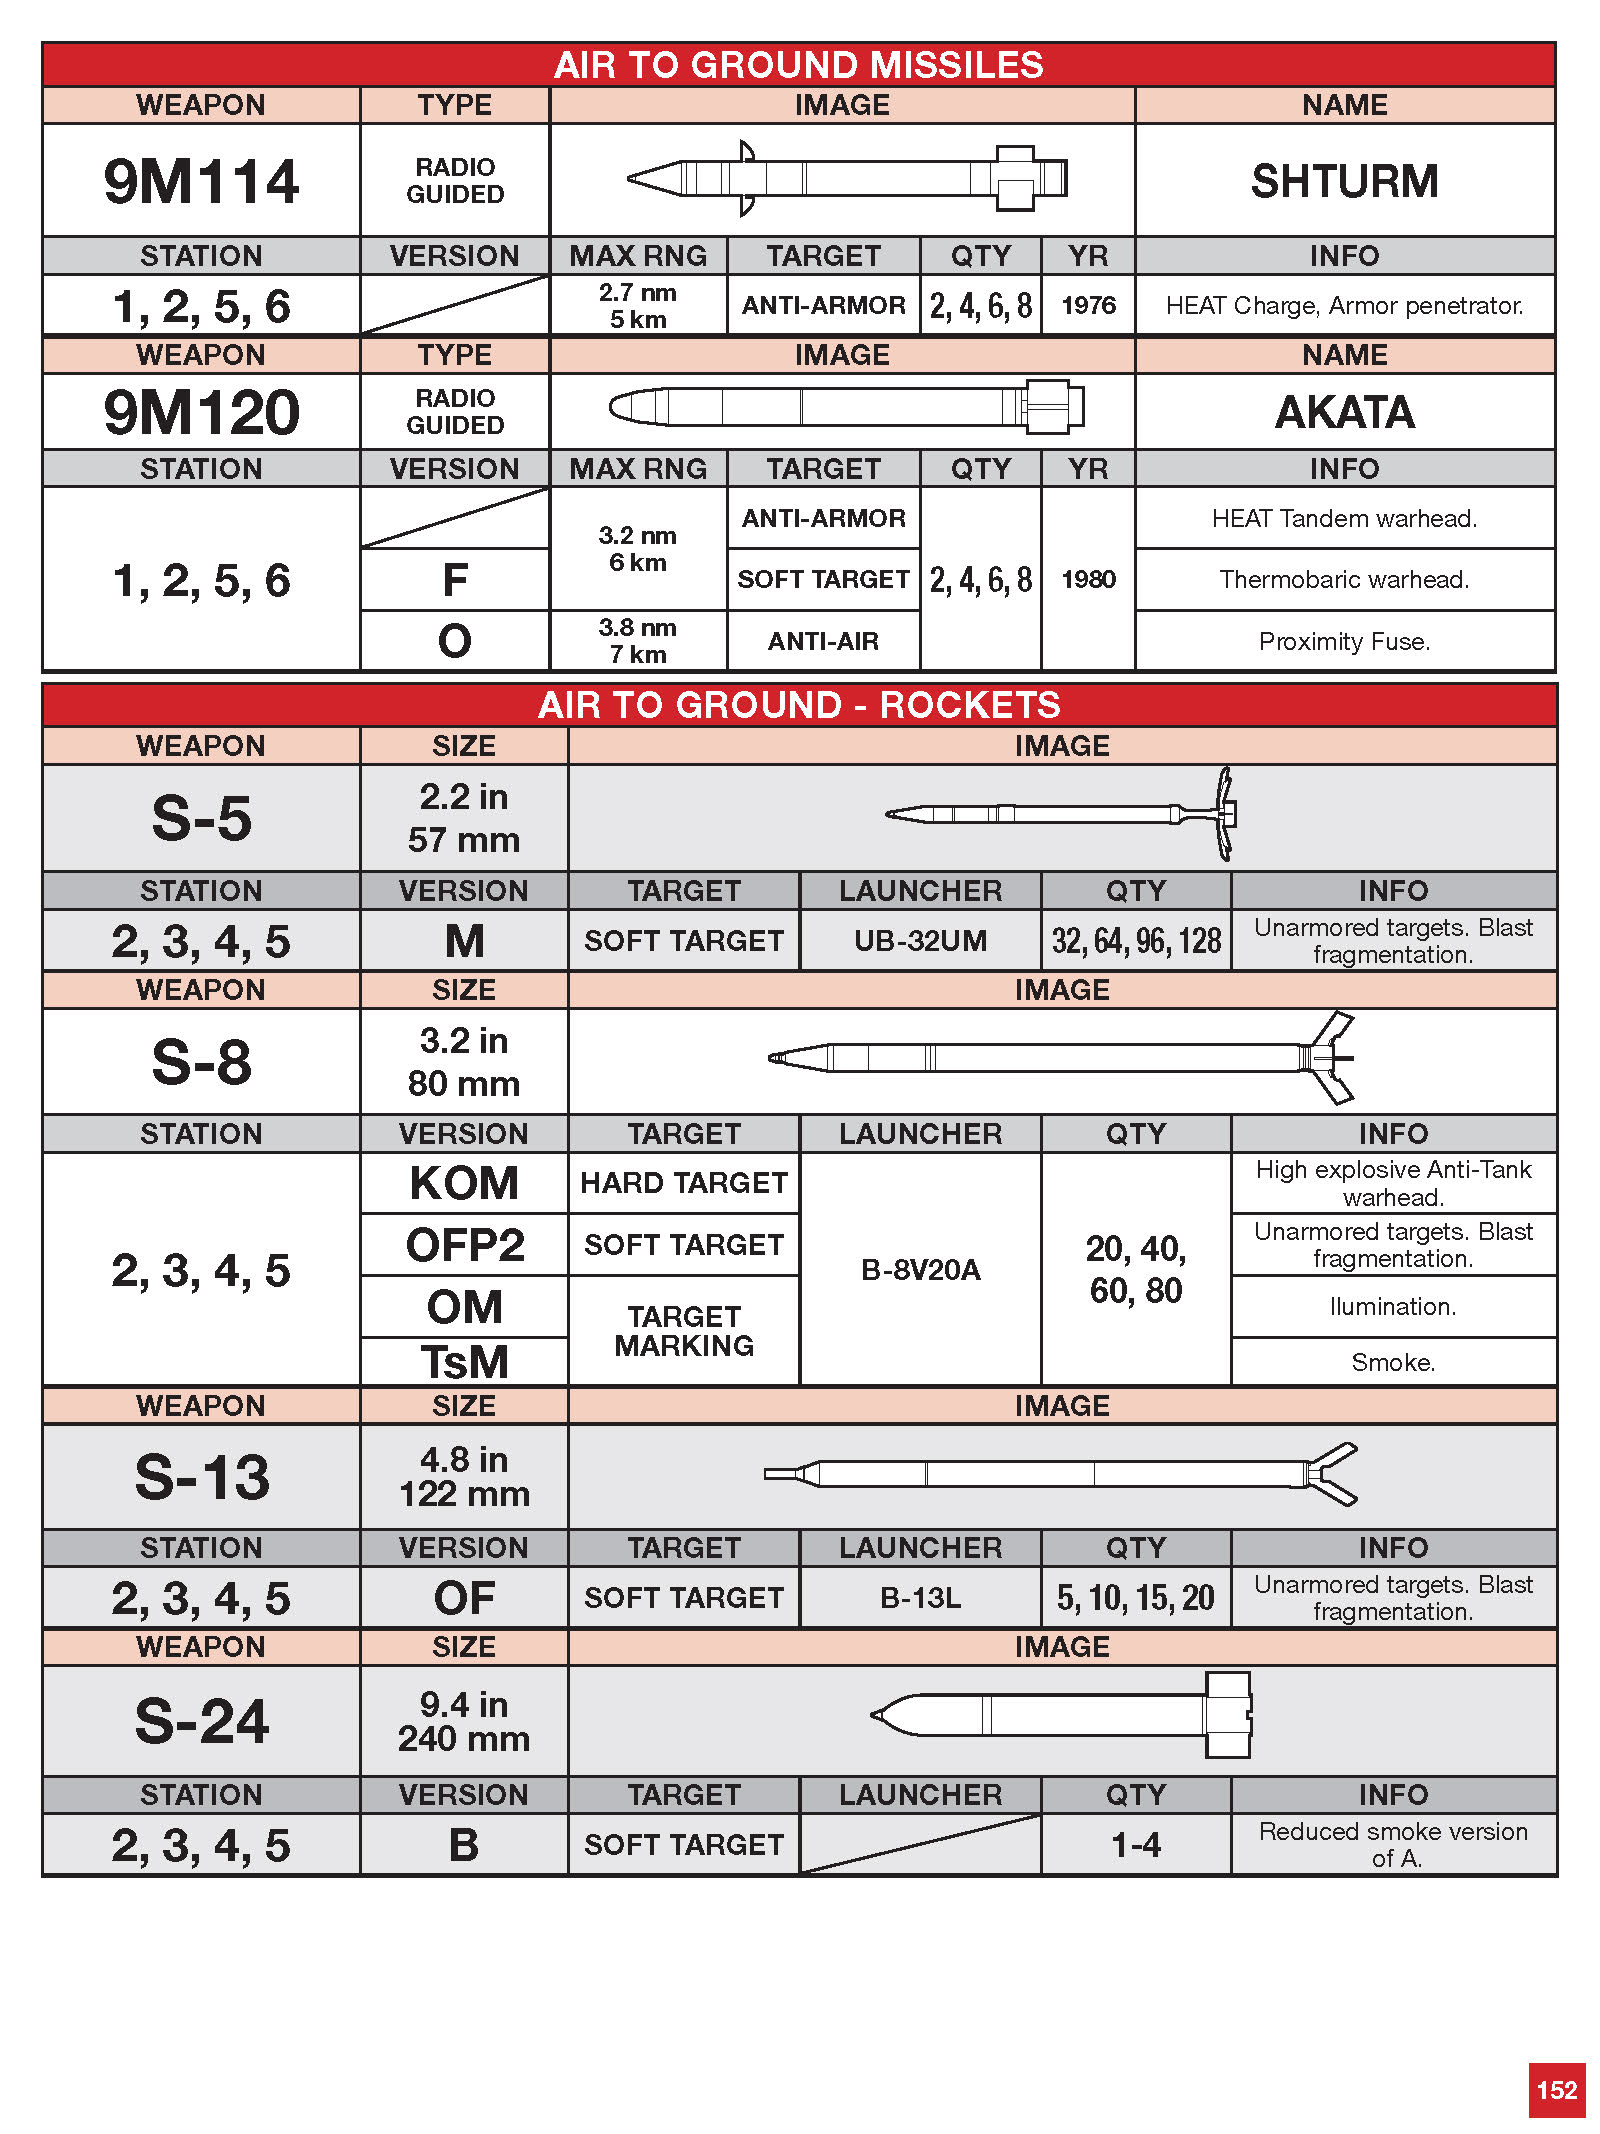 AIR TO GROUND MISSILES
WEAPON TYPE IMAGE NAME
9M114 RADIO GUIDED SHTURM
STATION VERSION MAX RNG TARGET QTY YR INFO
1, 2, 5, 6 2.7 nm 5 km ANTI-ARMOR 2, 4, 6, 8 1976 HEAT Charge, Armor penetrator.
WEAPON TYPE IMAGE NAME
9M120 RADIO GUIDED AKATA
STATION VERSION MAX RNG TARGET QTY YR INFO
1, 2, 5, 6 3.2 nm 6 km ANTI-ARMOR 2, 4, 6, 8 1980 HEAT Tandem warhead.
F SOFT TARGET Thermobaric warhead.
O 3.8 nm 7 km ANTI-AIR Proximity Fuse.
AIR TO GROUND - ROCKETS
WEAPON SIZE IMAGE
S-5 2.2 in 57 mm
STATION VERSION TARGET LAUNCHER QTY INFO
2, 3, 4, 5 M SOFT TARGET UB-32UM 32, 64, 96, 128 Unarmored targets. Blast fragmentation.
WEAPON SIZE IMAGE
S-8 3.2 in 80 mm
STATION VERSION TARGET LAUNCHER QTY INFO
2, 3, 4, 5 KOM HARD TARGET B-8V20A 20, 40, 60, 80 High explosive Anti-Tank warhead.
OFP2 SOFT TARGET Unarmored targets. Blast fragmentation.
OM TARGET MARKING Ilumination.
TsM Smoke.
WEAPON SIZE IMAGE
S-13 4.8 in 122 mm
STATION VERSION TARGET LAUNCHER QTY INFO
2, 3, 4, 5 OF SOFT TARGET B-13L 5, 10, 15, 20 Unarmored targets. Blast fragmentation.
WEAPON SIZE IMAGE
S-24 9.4 in 240 mm
STATION VERSION TARGET LAUNCHER QTY INFO
2, 3, 4, 5 B SOFT TARGET 1-4 Reduced smoke version of A.
152